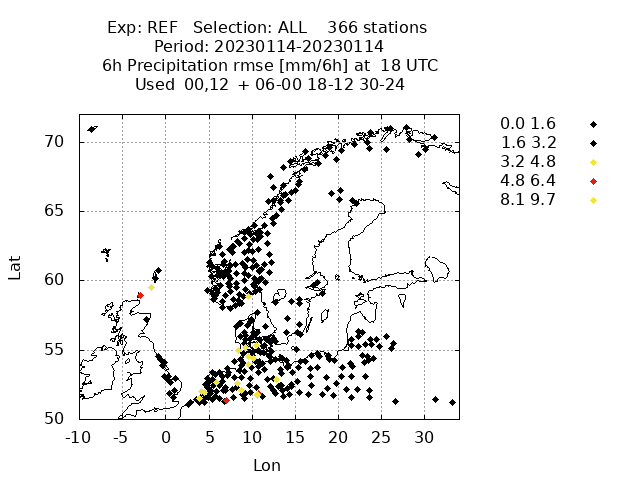 Exp: REF   Selection: ALL    366 stations
Period: 20230114-20230114
6h Precipitation rmse [mm/6h] at  18 UTC
Used  00,12  + 06-00 18-12 30-24
0.0 1.6
1.6 3.2
3.2 4.8
4.8 6.4
8.1 9.7
70
65
60
55
50
Lat
-10 -5 0 5 10 15 20 25 30
Lon